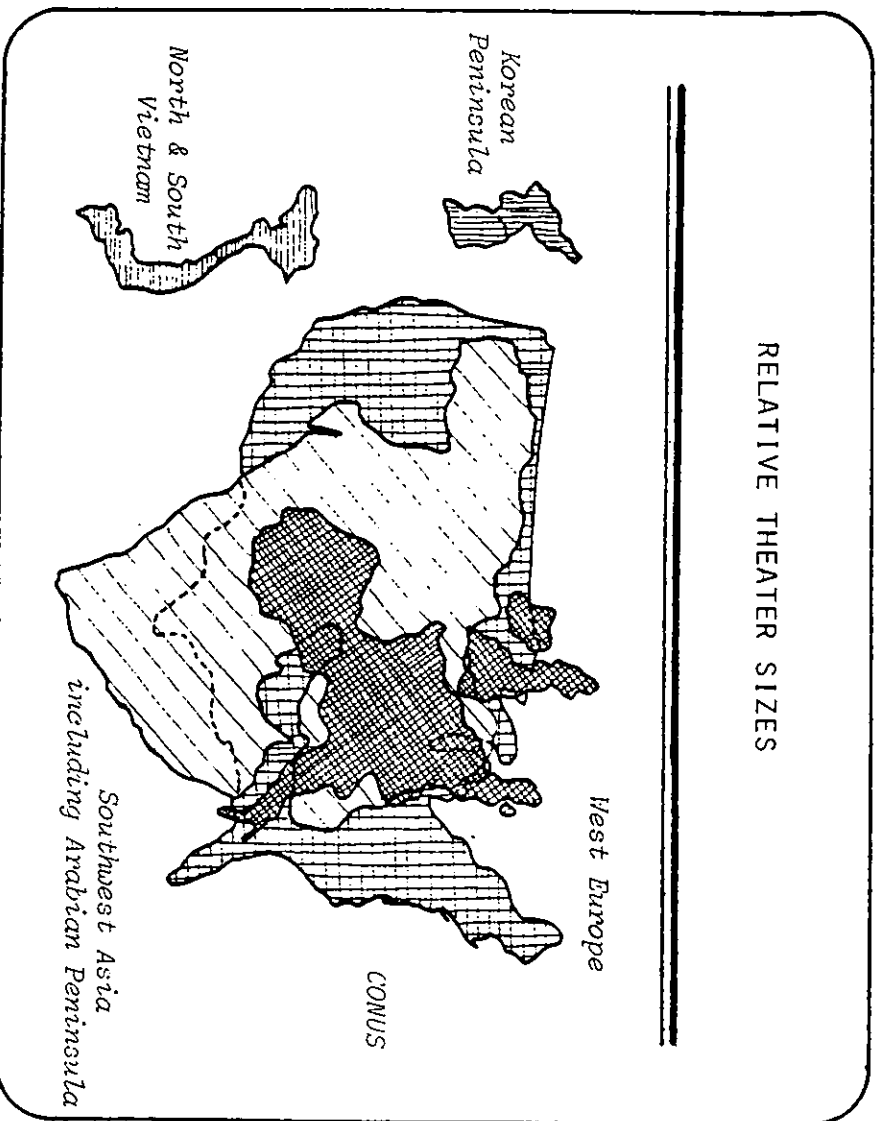 RELATIVE THEATER SIZES
Korean
Peninsula
West Europe
North & South
Vietnam
CONUS
Southwest Asia
including Arabian Peninsula